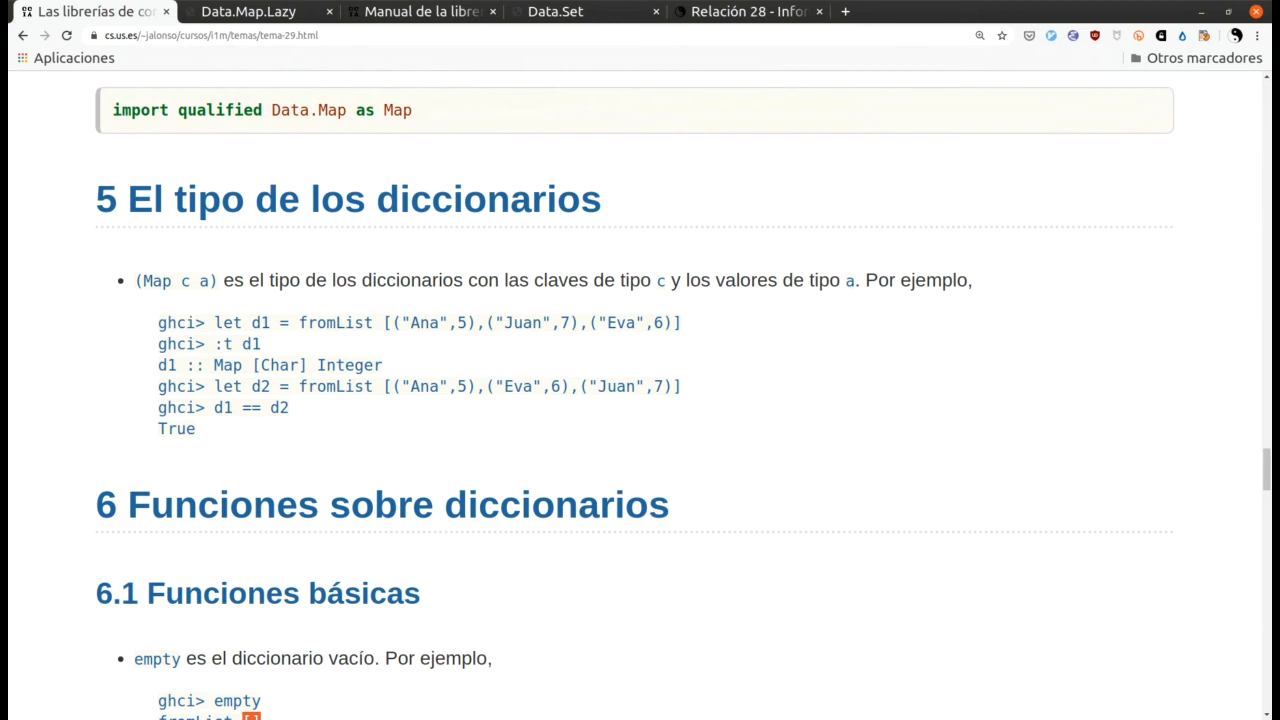 Las librerías de co
Data.Map.Lazy
Manual de la libre
Data.Set
Relación 28 - Infor
cs.us.es/~jalonso/cursos/i1m/temas/tema-29.html
Aplicaciones
Otros marcadores
import qualified Data.Map as Map
5 El tipo de los diccionarios
(Map c a) es el tipo de los diccionarios con las claves de tipo c y los valores de tipo a. Por ejemplo,
ghci> let d1 = fromList [("Ana",5),("Juan",7),("Eva",6)]
ghci> :t d1
d1 :: Map [Char] Integer
ghci> let d2 = fromList [("Ana",5),("Eva",6),("Juan",7)]
ghci> d1 == d2
True
6 Funciones sobre diccionarios
6.1 Funciones básicas
empty es el diccionario vacío. Por ejemplo,
ghci> empty
fromList []